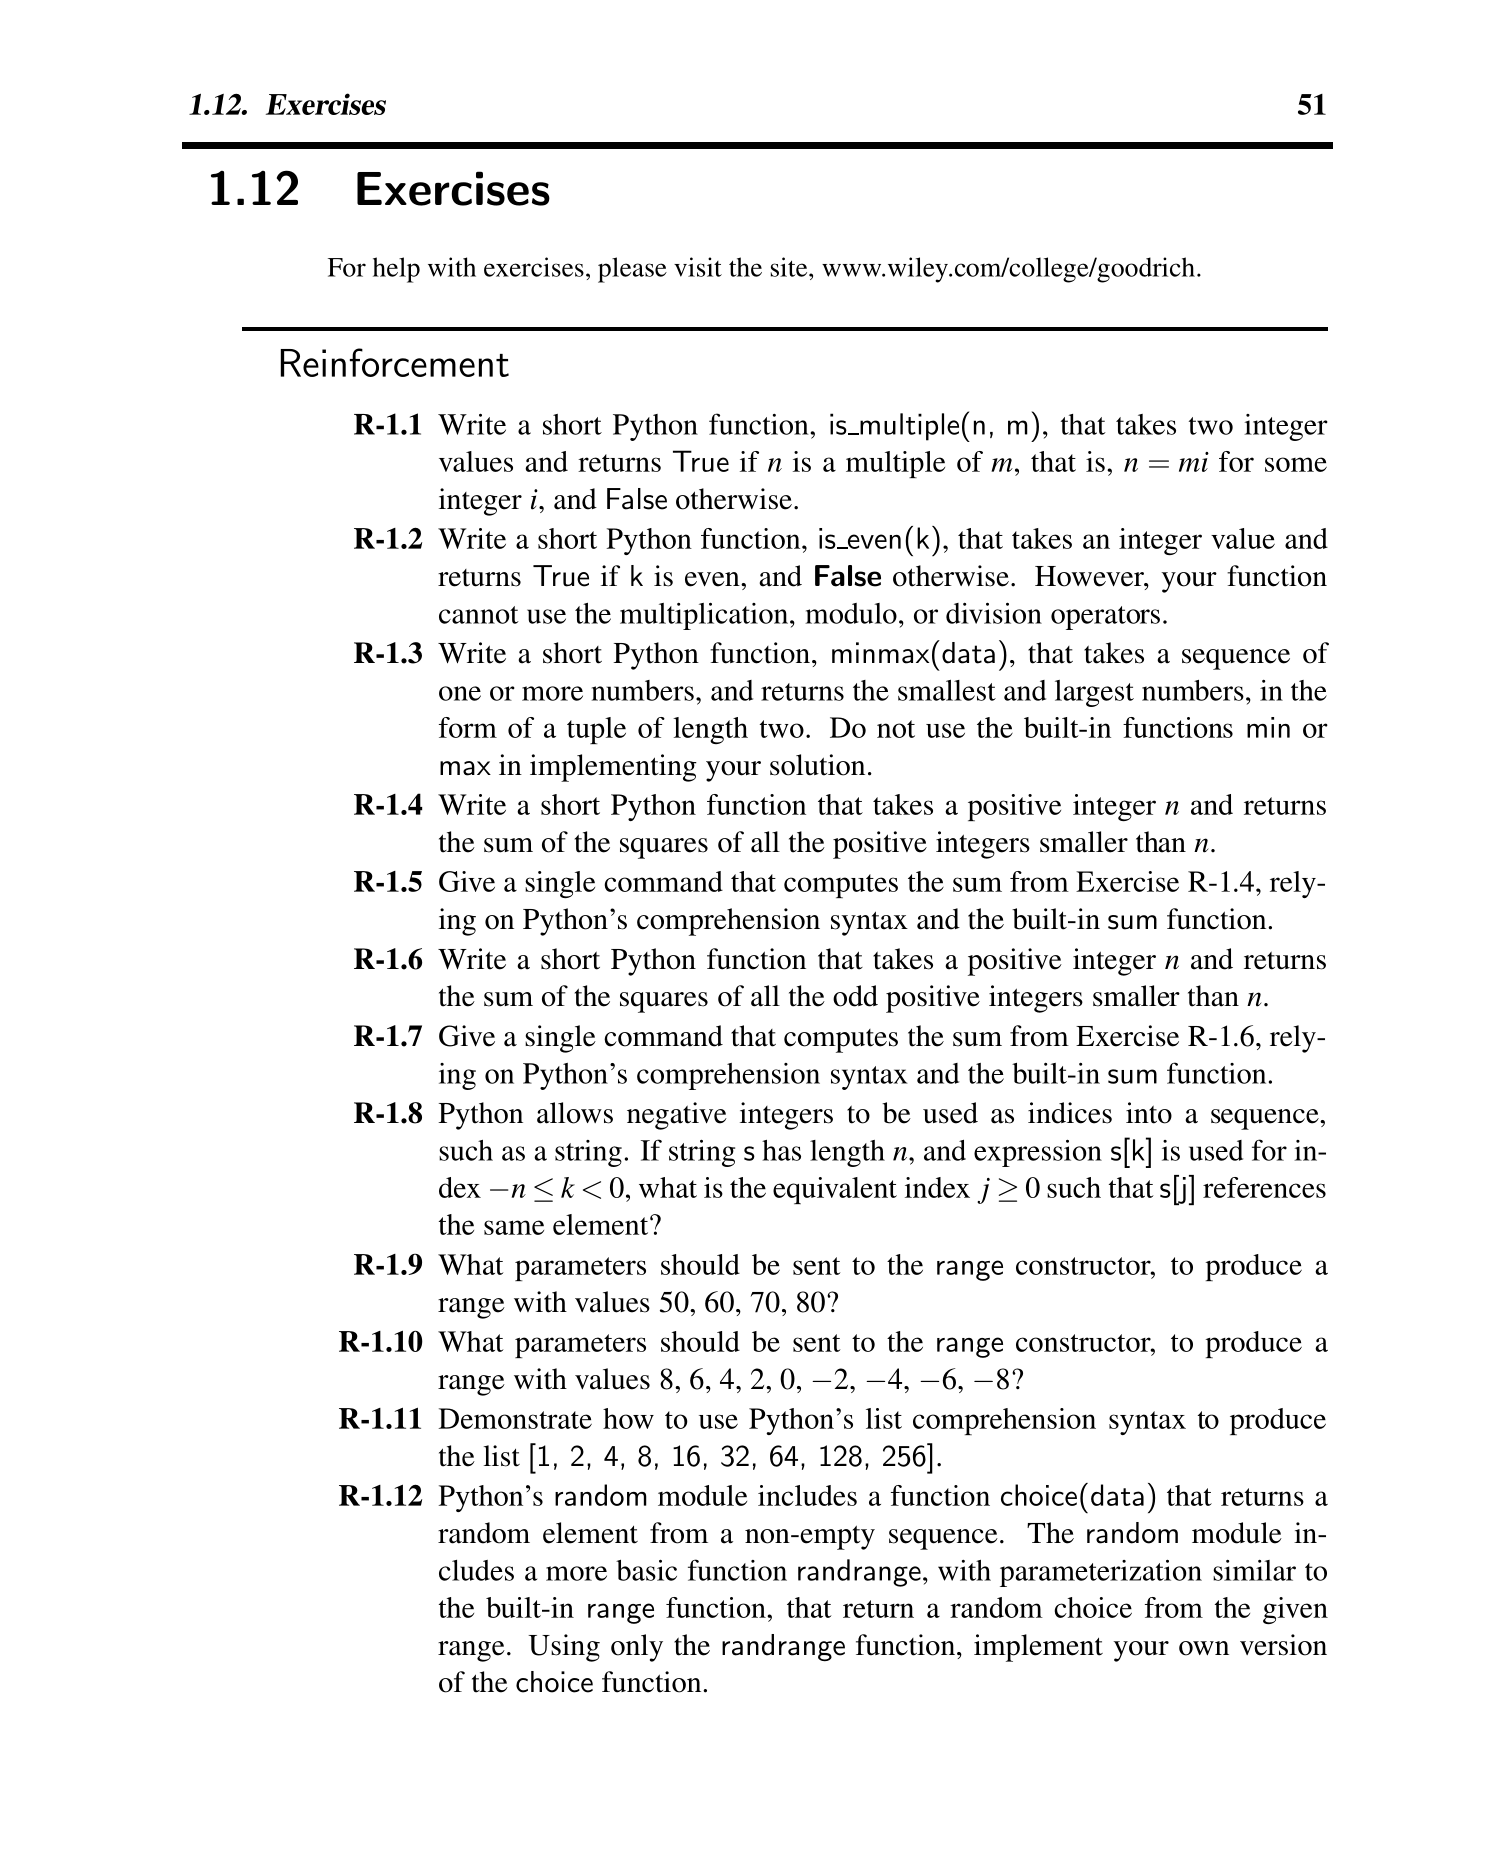 1.12. Exercises 51
1.12 Exercises
For help with exercises, please visit the site, www.wiley.com/college/goodrich.
Reinforcement
R-1.1 Write a short Python function, is_multiple(n, m), that takes two integer
values and returns True if n is a multiple of m, that is, n = mi for some
integer i, and False otherwise.
R-1.2 Write a short Python function, is_even(k), that takes an integer value and
returns True if k is even, and False otherwise. However, your function
cannot use the multiplication, modulo, or division operators.
R-1.3 Write a short Python function, minmax(data), that takes a sequence of
one or more numbers, and returns the smallest and largest numbers, in the
form of a tuple of length two. Do not use the built-in functions min or
max in implementing your solution.
R-1.4 Write a short Python function that takes a positive integer n and returns
the sum of the squares of all the positive integers smaller than n.
R-1.5 Give a single command that computes the sum from Exercise R-1.4, rely-
ing on Python's comprehension syntax and the built-in sum function.
R-1.6 Write a short Python function that takes a positive integer n and returns
the sum of the squares of all the odd positive integers smaller than n.
R-1.7 Give a single command that computes the sum from Exercise R-1.6, rely-
ing on Python's comprehension syntax and the built-in sum function.
R-1.8 Python allows negative integers to be used as indices into a sequence,
such as a string. If string s has length n, and expression s[k] is used for in-
dex −n ≤ k < 0, what is the equivalent index j ≥ 0 such that s[j] references
the same element?
R-1.9 What parameters should be sent to the range constructor, to produce a
range with values 50, 60, 70, 80?
R-1.10 What parameters should be sent to the range constructor, to produce a
range with values 8, 6, 4, 2, 0, −2, −4, −6, −8?
R-1.11 Demonstrate how to use Python's list comprehension syntax to produce
the list [1, 2, 4, 8, 16, 32, 64, 128, 256].
R-1.12 Python's random module includes a function choice(data) that returns a
random element from a non-empty sequence. The random module in-
cludes a more basic function randrange, with parameterization similar to
the built-in range function, that return a random choice from the given
range. Using only the randrange function, implement your own version
of the choice function.